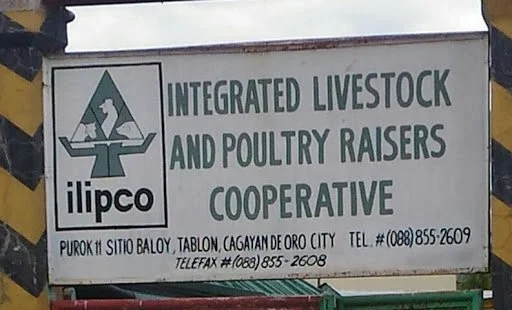 INTEGRATED LIVESTOCK
AND POULTRY RAISERS
COOPERATIVE
ilipco
PUROK 11 SITIO BALOY, TABLON, CAGAYAN DE ORO CITY TEL. #(088) 855-2609
TELEFAX #(088) 855-2608